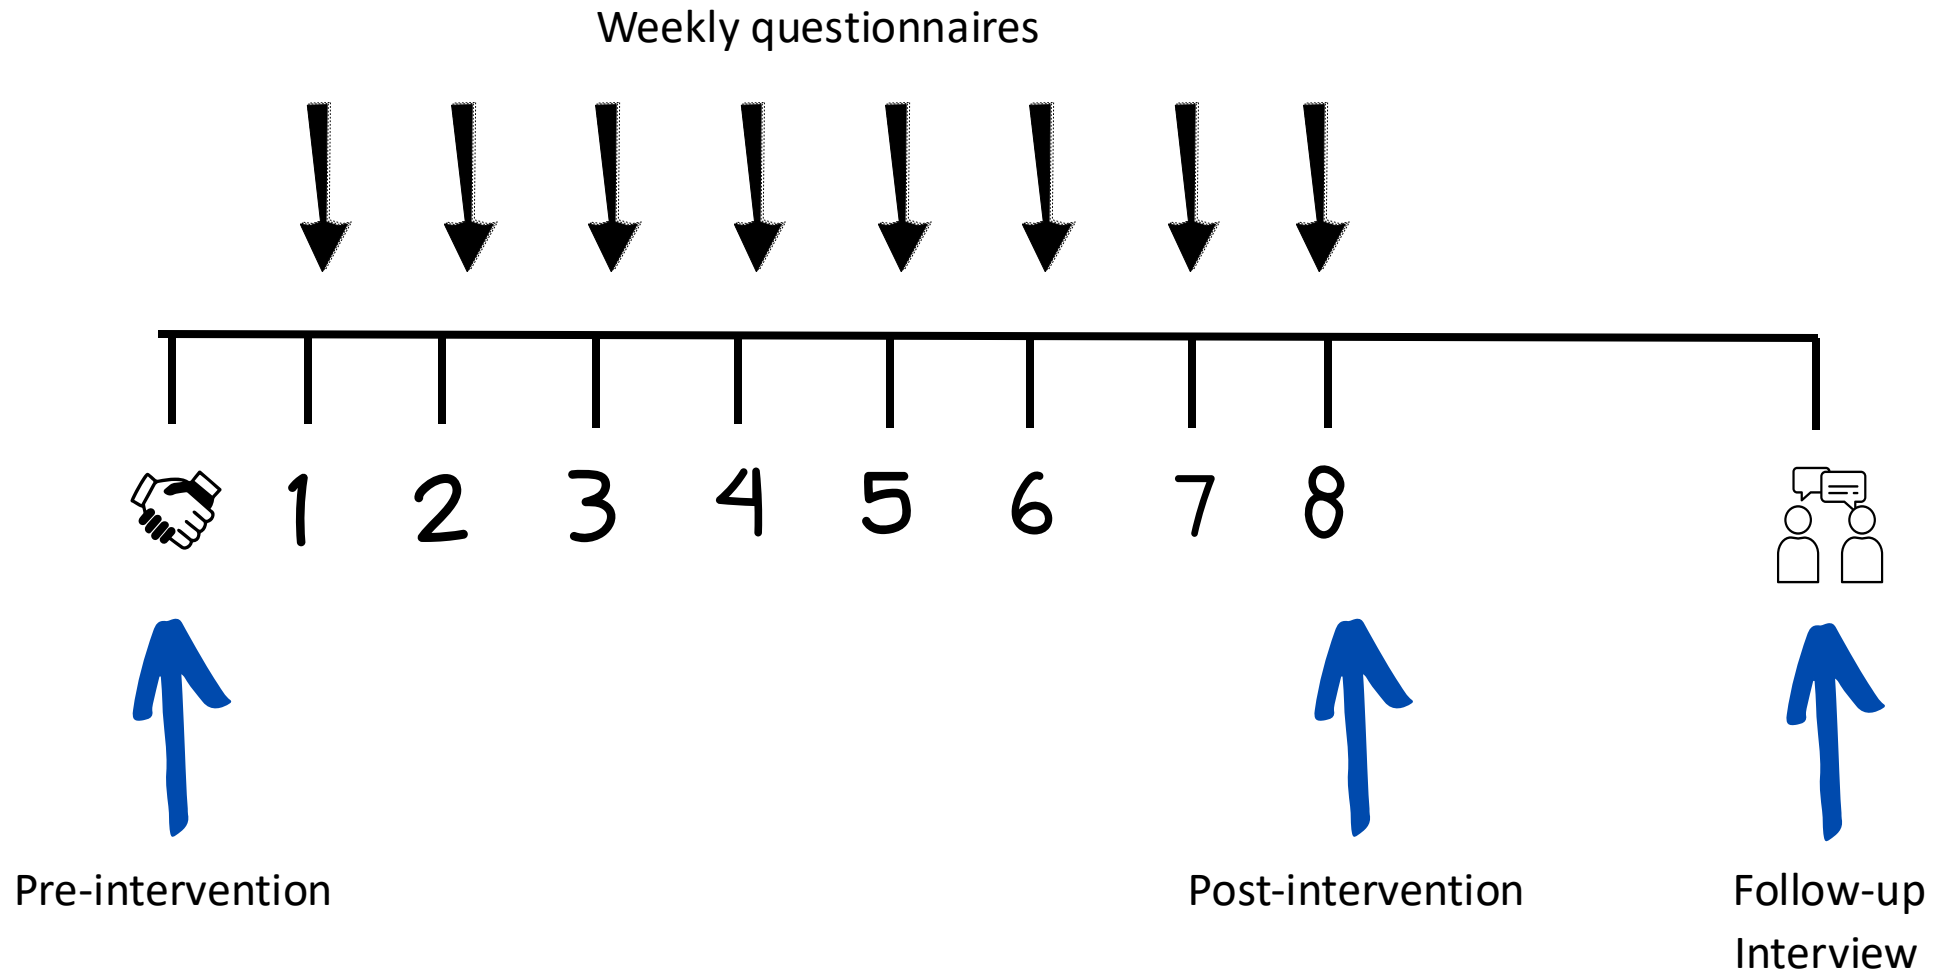 Weekly questionnaires
1 2 3 4 5 6 7 8
Pre-intervention
Post-intervention
Follow-up
Interview